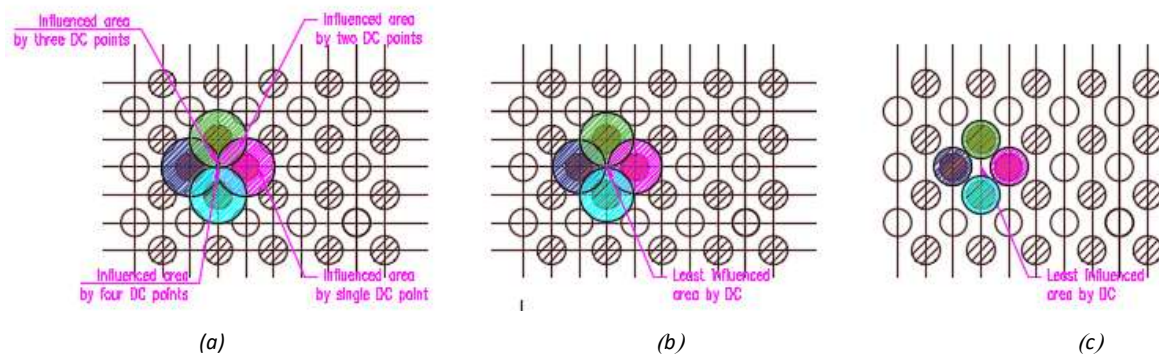 Influenced area
by three DC points
Influenced area
by two DC points
Influenced area
by four DC points
Influenced area
by single DC point
Least Influenced
area by DC
Least Influenced
area by DC
(a)
(b)
(c)